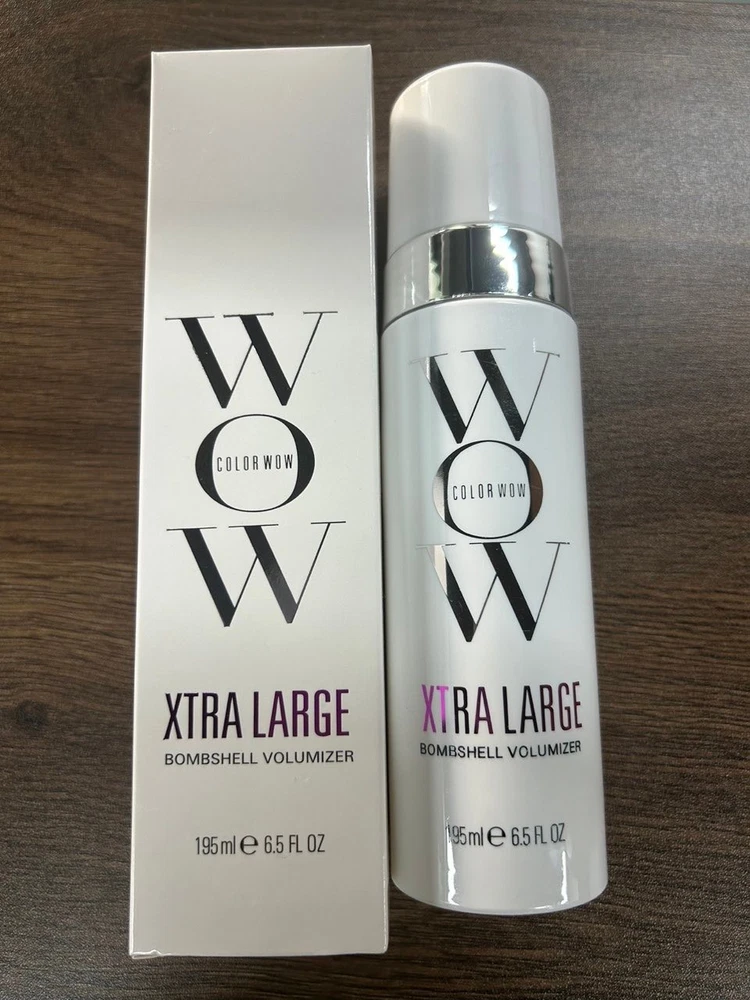 W
O
COLOR WOW
W
XTRA LARGE
BOMBSHELL VOLUMIZER
195ml e 6.5 FL OZ
W
O
COLOR WOW
W
XTRA LARGE
BOMBSHELL VOLUMIZER
195ml e 6.5 FL OZ